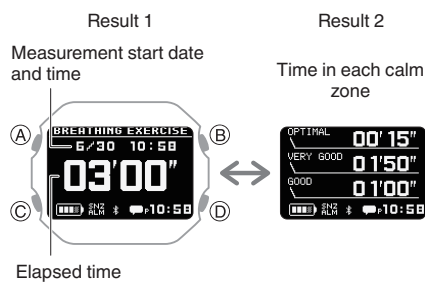 Result 1
Result 2
Measurement start date
and time
Time in each calm
zone
A
B
C
D
BREATHING EXERCISE
6/30 10:58
03'00"
SNZ
ALM
P10:58
OPTIMAL 00'15"
VERY GOOD 01'50"
GOOD 01'00"
SNZ
ALM
P10:58
Elapsed time